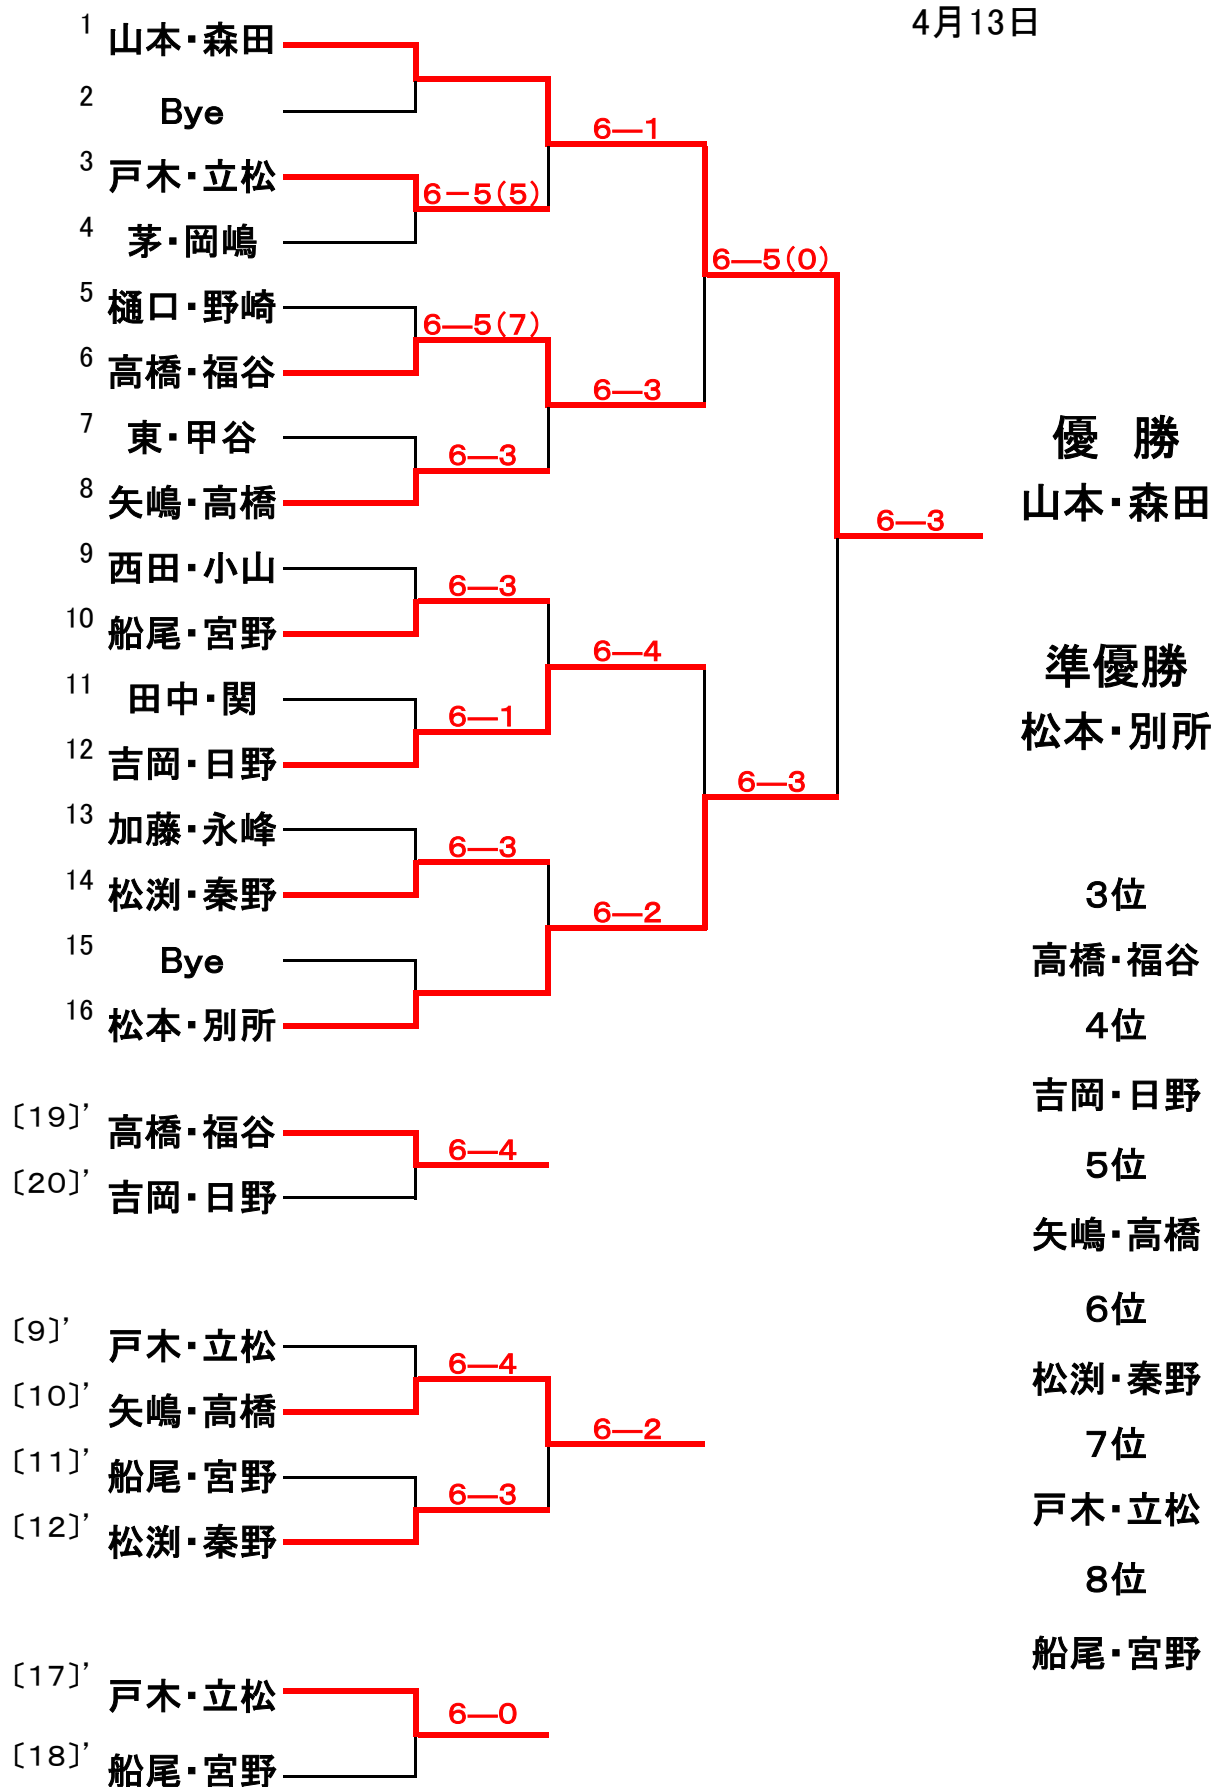 4月13日
1 山本・森田
2 Bye
6―1
3 戸木・立松
6－5(5)
4 茅・岡嶋
6―5(0)
5 樋口・野崎
6―5(7)
6 高橋・福谷
6―3
7 東・甲谷
6―3
8 矢嶋・高橋
優　勝
山本・森田
6―3
9 西田・小山
6―3
10 船尾・宮野
6―4
11 田中・関
6―1
12 吉岡・日野
準優勝
松本・別所
6―3
13 加藤・永峰
6―3
14 松渕・秦野
6―2
15 Bye
16 松本・別所
3位
高橋・福谷
4位
吉岡・日野
5位
矢嶋・高橋
6位
松渕・秦野
7位
戸木・立松
8位
船尾・宮野
〔19〕’ 高橋・福谷
6―4
〔20〕’ 吉岡・日野
〔9〕’ 戸木・立松
6―4
〔10〕’ 矢嶋・高橋
6―2
〔11〕’ 船尾・宮野
6―3
〔12〕’ 松渕・秦野
〔17〕’ 戸木・立松
6―0
〔18〕’ 船尾・宮野